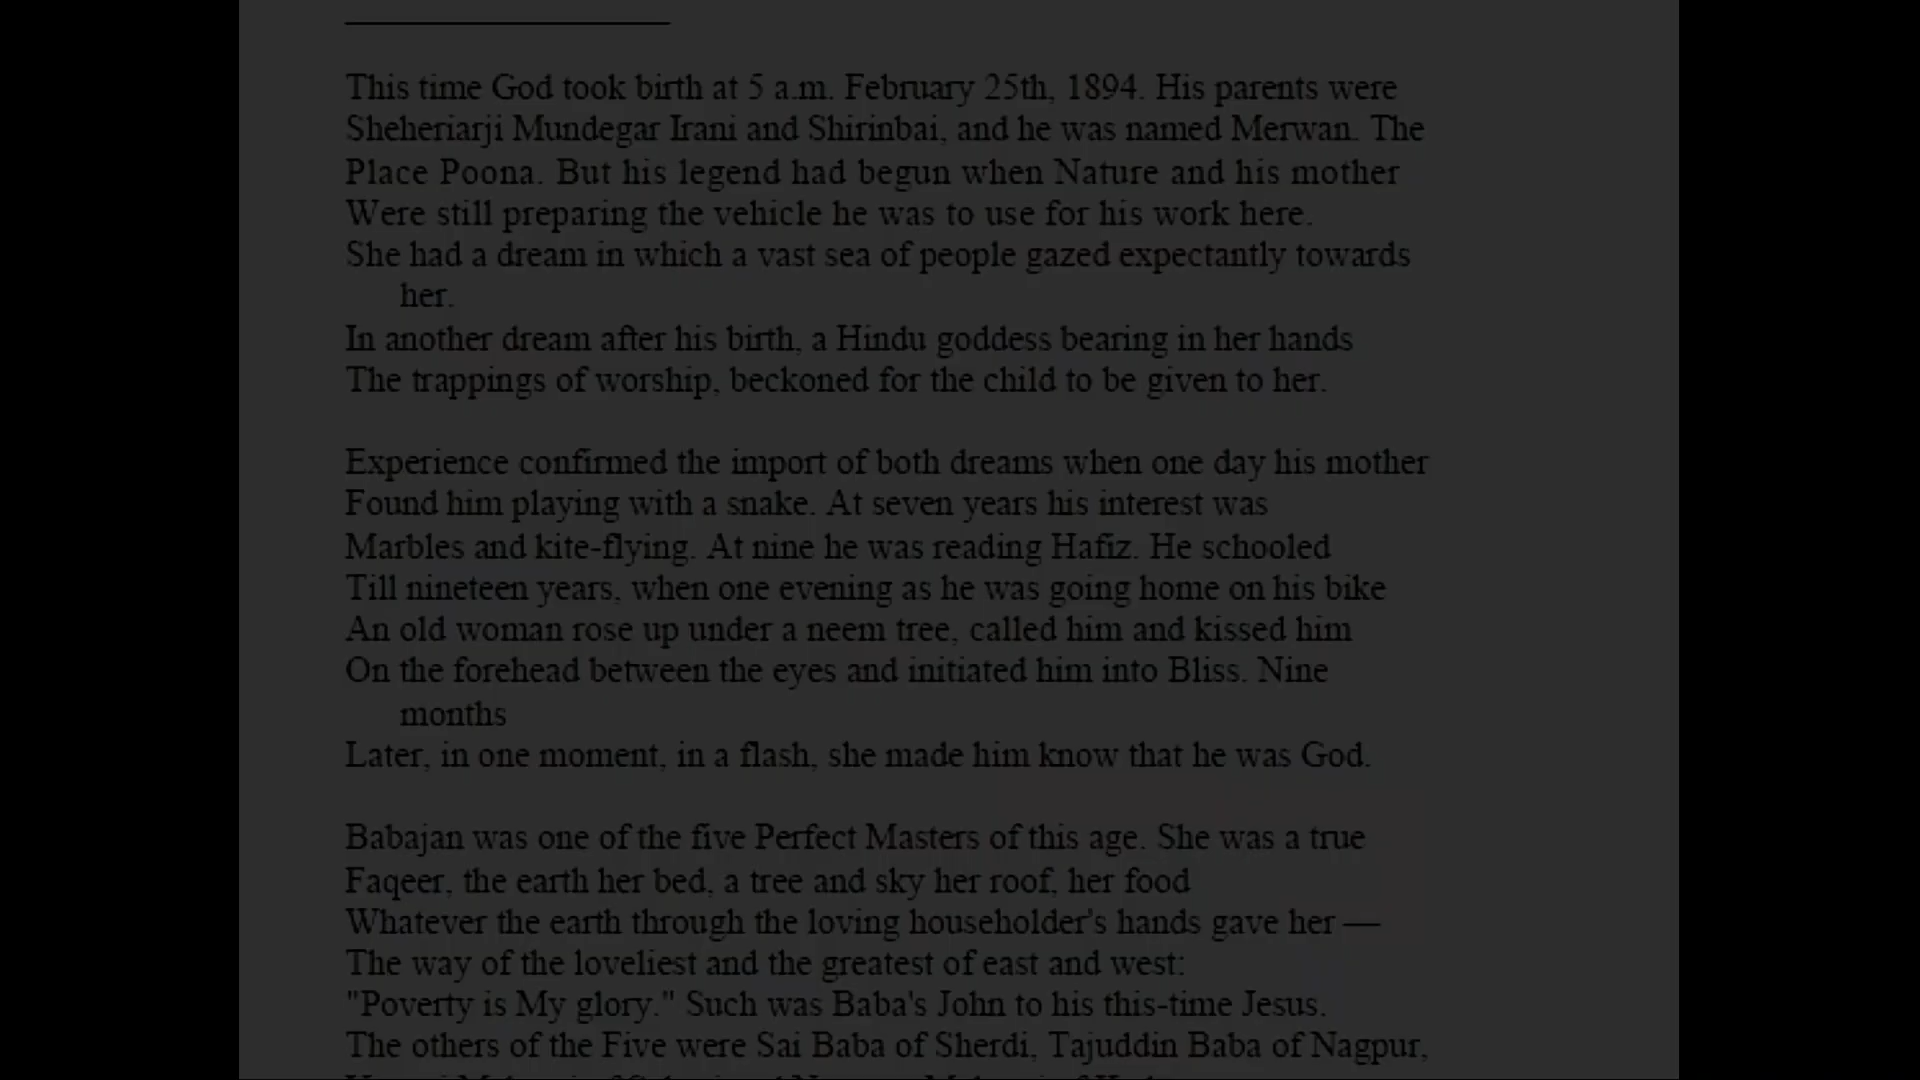 This time God took birth at 5 a.m. February 25th, 1894. His parents were
Sheheriarji Mundegar Irani and Shirinbai, and he was named Merwan. The
Place Poona. But his legend had begun when Nature and his mother
Were still preparing the vehicle he was to use for his work here.
She had a dream in which a vast sea of people gazed expectantly towards
her.
In another dream after his birth, a Hindu goddess bearing in her hands
The trappings of worship, beckoned for the child to be given to her.
Experience confirmed the import of both dreams when one day his mother
Found him playing with a snake. At seven years his interest was
Marbles and kite-flying. At nine he was reading Hafiz. He schooled
Till nineteen years, when one evening as he was going home on his bike
An old woman rose up under a neem tree, called him and kissed him
On the forehead between the eyes and initiated him into Bliss. Nine
months
Later, in one moment, in a flash, she made him know that he was God.
Babajan was one of the five Perfect Masters of this age. She was a true
Faqeer, the earth her bed, a tree and sky her roof, her food
Whatever the earth through the loving householder's hands gave her —
The way of the loveliest and the greatest of east and west:
"Poverty is My glory." Such was Baba's John to his this-time Jesus.
The others of the Five were Sai Baba of Sherdi, Tajuddin Baba of Nagpur,